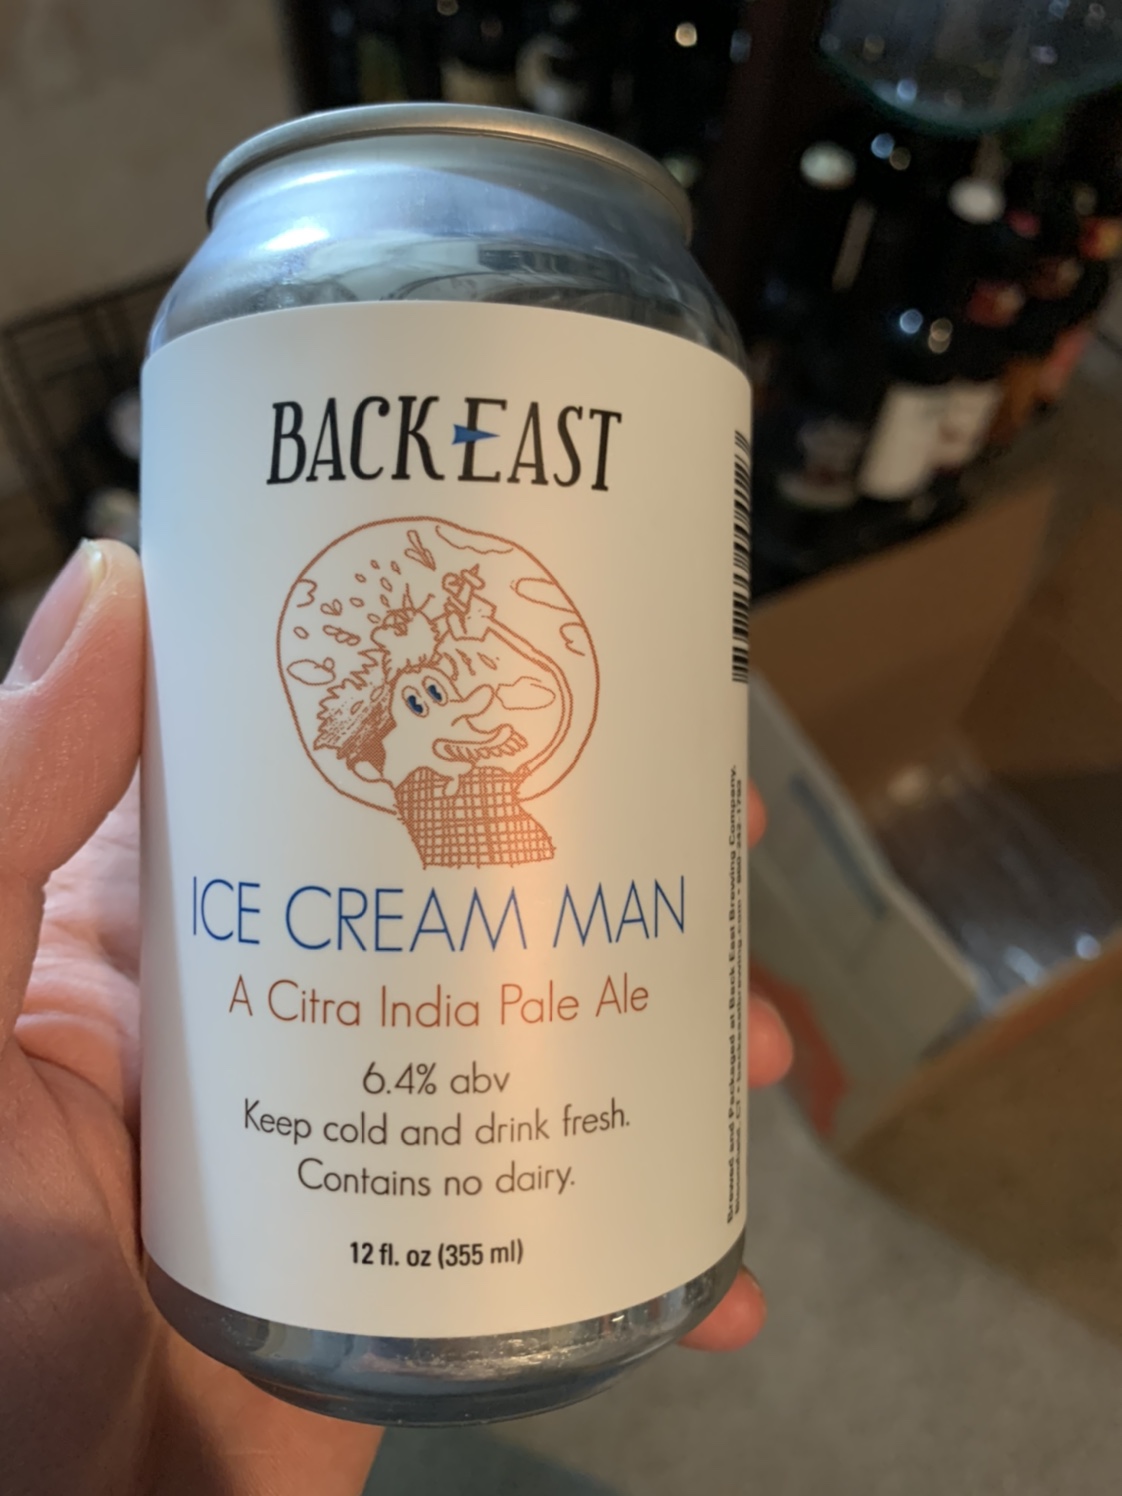 BACK EAST
ICE CREAM MAN
A Citra India Pale Ale
6.4% abv
Keep cold and drink fresh.
Contains no dairy.
12 fl. oz (355 ml)
Brewed and Packaged at Back East Brewing Company.